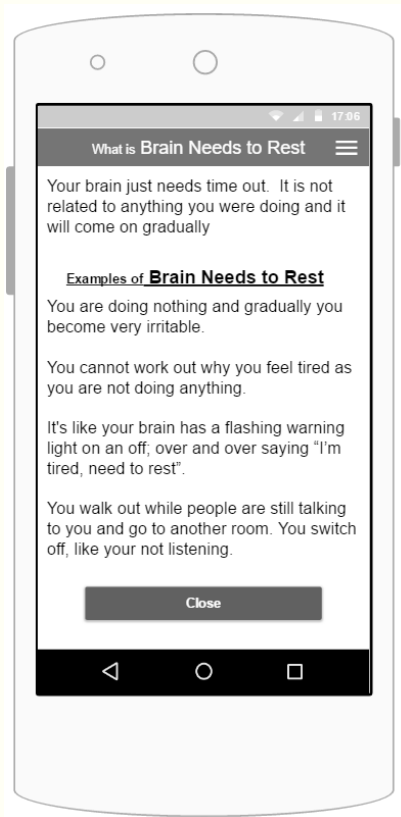 17:06
What is Brain Needs to Rest
Your brain just needs time out.  It is not
related to anything you were doing and it
will come on gradually
Examples of Brain Needs to Rest
You are doing nothing and gradually you
become very irritable.
You cannot work out why you feel tired as
you are not doing anything.
It's like your brain has a flashing warning
light on an off; over and over saying “I’m
tired, need to rest”.
You walk out while people are still talking
to you and go to another room. You switch
off, like your not listening.
Close